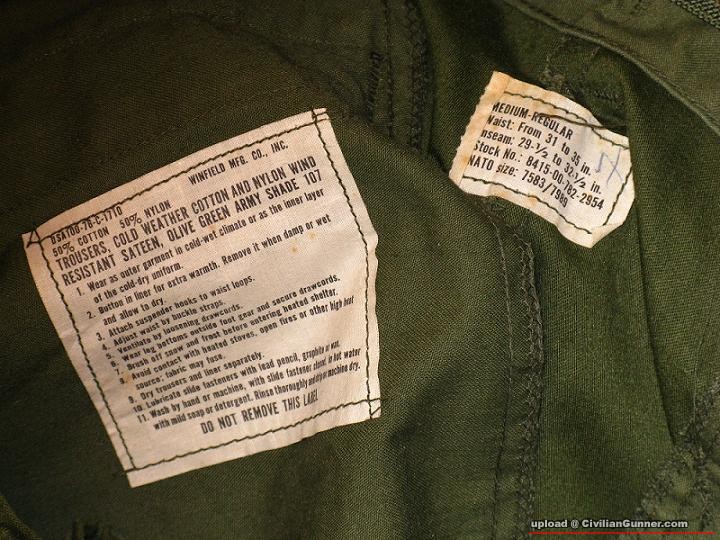 DSA100-78-C-1710
WINFIELD MFG. CO., INC.
50% COTTON 50% NYLON
TROUSERS, COLD WEATHER COTTON AND NYLON WIND
RESISTANT SATEEN, OLIVE GREEN ARMY SHADE 107
1. Wear as outer garment in cold-wet climate or as the inner layer
of the cold-dry uniform.
2. Button in liner for extra warmth. Remove it when damp or wet
and allow to dry.
3. Attach suspender hooks to waist loops.
4. Adjust waist by buckle straps.
5. Ventilate by loosening drawcords.
6. Wear leg bottoms outside foot gear and secure drawcords.
7. Brush off snow and frost before entering heated shelter.
8. Avoid contact with heated stoves, open fires or other high heat
source; fabric may fuse.
9. Dry trousers and liner separately.
10. Lubricate slide fasteners with lead pencil, graphite or wax.
11. Wash by hand or machine, with slide fastener closed, in hot water
with mild soap or detergent. Rinse thoroughly and drip or machine dry.
DO NOT REMOVE THIS LABEL
MEDIUM-REGULAR
Waist: From 31 to 35 in.
Inseam: 29-1/2 to 32-1/2 in.
Stock No.: 8415-00-782-2954
NATO size: 7583/7989
upload @ CivilianGunner.com